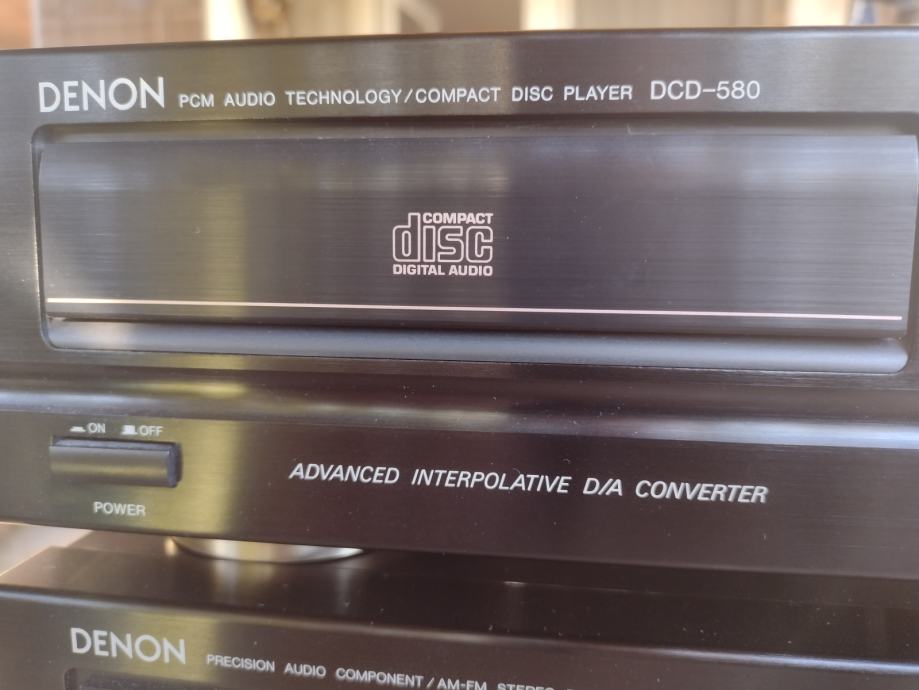 DENON PCM AUDIO TECHNOLOGY/COMPACT DISC PLAYER DCD-580
COMPACT
disc
DIGITAL AUDIO
ON OFF
POWER
ADVANCED INTERPOLATIVE D/A CONVERTER
DENON PRECISION AUDIO COMPONENT/AM-FM STEREO